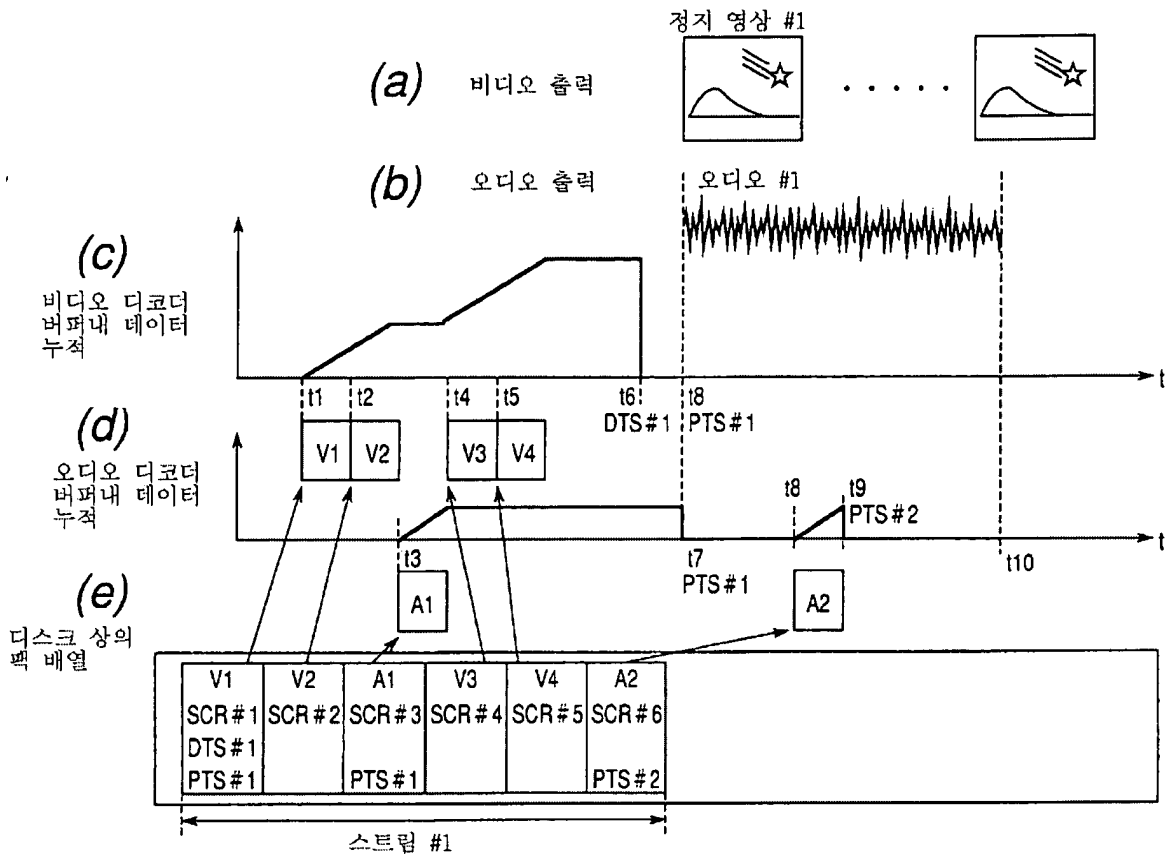 정지 영상 #1
(a) 비디오 출력
(b) 오디오 출력
오디오 #1
(c)
비디오 디코더
버퍼내 데이터
누적
t
t1 t2 t4 t5 t6 t8
DTS#1 PTS#1
V1 V2 V3 V4
(d)
오디오 디코더
버퍼내 데이터
누적
t8 t9
PTS#2
t
t3 t7 t10
PTS#1
A1 A2
(e)
디스크 상의
팩 배열
V1 V2 A1 V3 V4 A2
SCR#1 SCR#2 SCR#3 SCR#4 SCR#5 SCR#6
DTS#1
PTS#1 PTS#1 PTS#2
스트림 #1